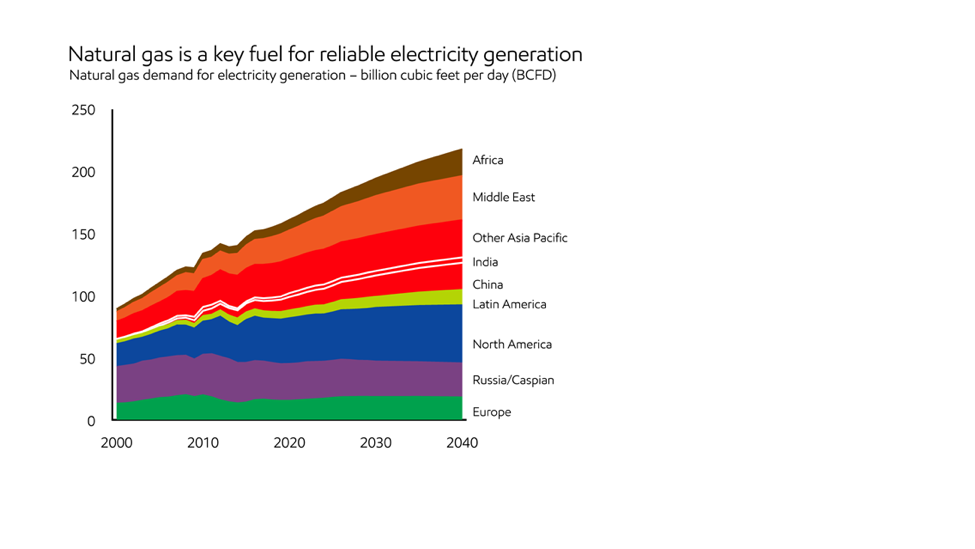 Natural gas is a key fuel for reliable electricity generation
Natural gas demand for electricity generation – billion cubic feet per day (BCFD)
250
200
150
100
50
0
2000
2010
2020
2030
2040
Africa
Middle East
Other Asia Pacific
India
China
Latin America
North America
Russia/Caspian
Europe